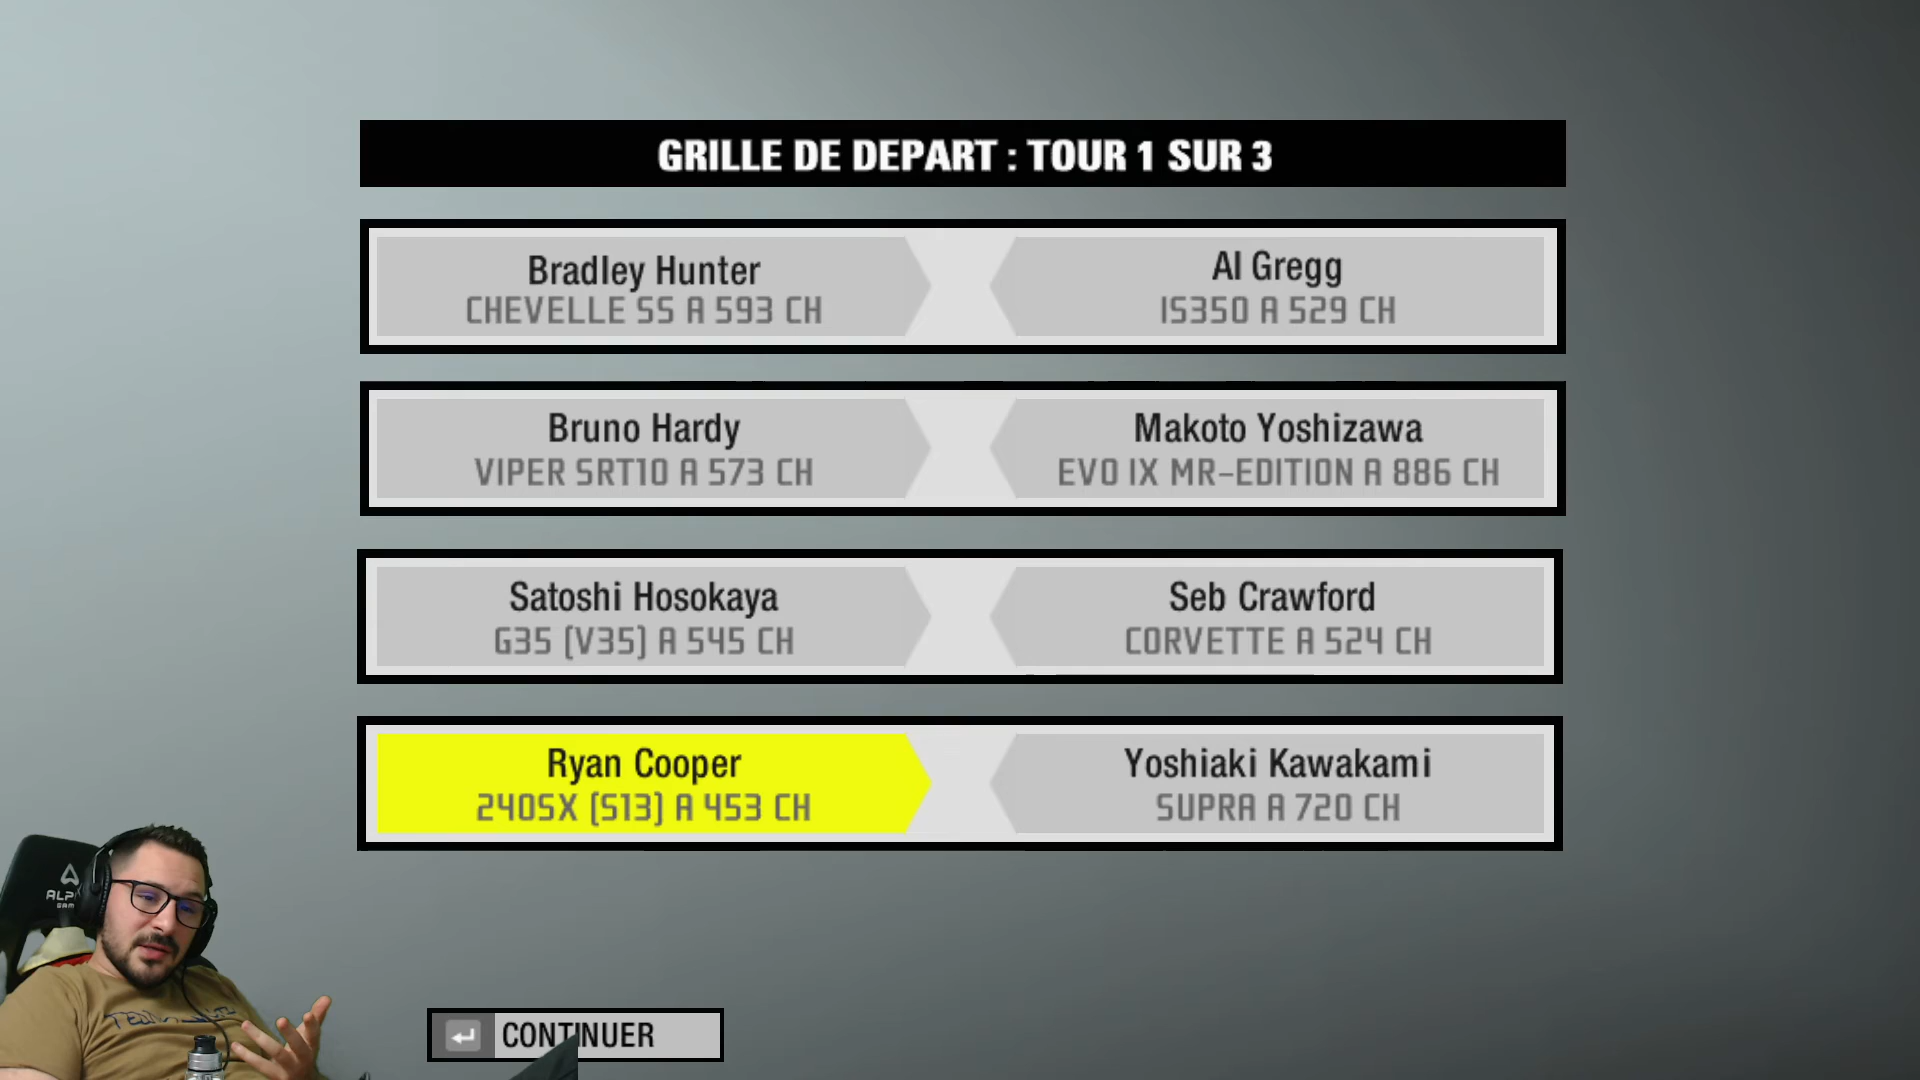 GRILLE DE DEPART : TOUR 1 SUR 3
Bradley Hunter
CHEVELLE SS A 593 CH
Al Gregg
IS350 A 529 CH
Bruno Hardy
VIPER SRT10 A 573 CH
Makoto Yoshizawa
EVO IX MR-EDITION A 886 CH
Satoshi Hosokaya
G35 (V35) A 545 CH
Seb Crawford
CORVETTE A 524 CH
Ryan Cooper
240SX (S13) A 453 CH
Yoshiaki Kawakami
SUPRA A 720 CH
CONTINUER